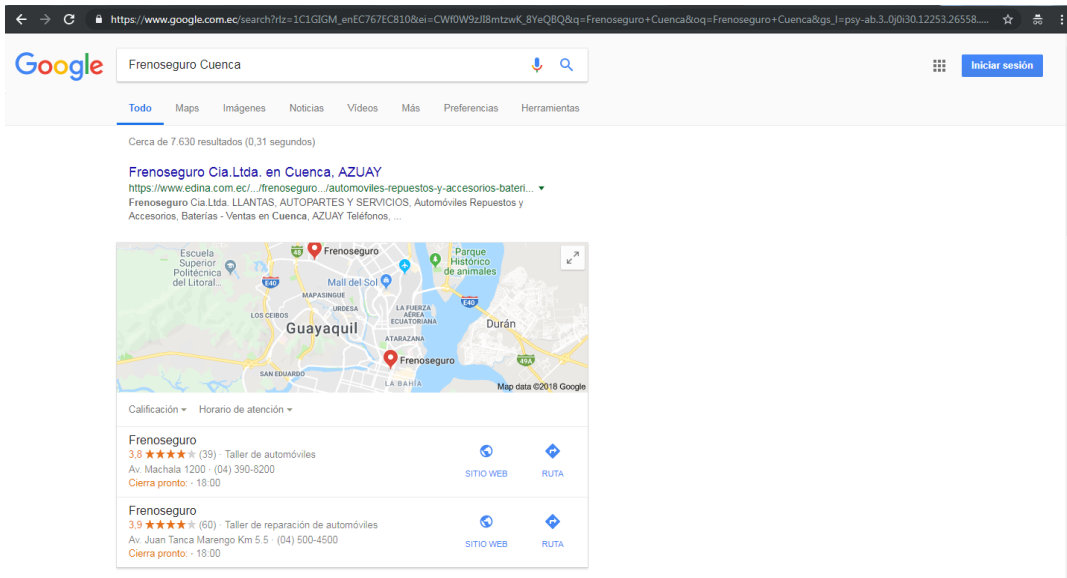 https://www.google.com.ec/search?rlz=1C1GIGM_enEC767EC810&ei=CWf0W9zJI8mtzwK_8YeQBQ&q=Frenoseguro+Cuenca&oq=Frenoseguro+Cuenca&gs_l=psy-ab.3..0j0i30.12253.26558.....
Google
Frenoseguro Cuenca
Iniciar sesión
Todo Maps Imágenes Noticias Vídeos Más Preferencias Herramientas
Cerca de 7.630 resultados (0,31 segundos)
Frenoseguro Cia.Ltda. en Cuenca, AZUAY
https://www.edina.com.ec/.../frenoseguro.../automoviles-repuestos-y-accesorios-bateri...
Frenoseguro Cia.Ltda. LLANTAS, AUTOPARTES Y SERVICIOS, Automóviles Repuestos y
Accesorios, Baterías - Ventas en Cuenca, AZUAY Teléfonos, ...
Escuela
Superior
Politécnica
del Litoral...
48
Frenoseguro
Parque
Histórico
de animales
E40
Mall del Sol
MAPASINGUE
E40
LOS CEIBOS
URDESA
LA FUERZA
AÉREA
ECUATORIANA
Guayaquil
Durán
ATARAZANA
Frenoseguro
49A
SAN EDUARDO
LA BAHÍA
Map data ©2018 Google
Calificación Horario de atención
Frenoseguro
3,8 (39) · Taller de automóviles
Av. Machala 1200 · (04) 390-8200
Cierra pronto: · 18:00
SITIO WEB RUTA
Frenoseguro
3,9 (60) · Taller de reparación de automóviles
Av. Juan Tanca Marengo Km 5.5 · (04) 500-4500
Cierra pronto: · 18:00
SITIO WEB RUTA